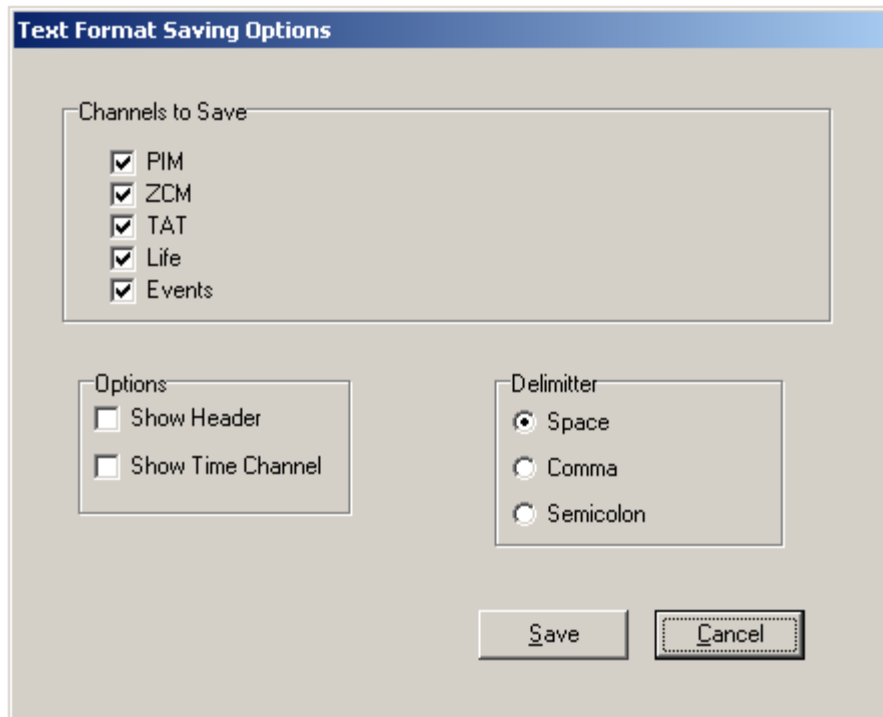 Text Format Saving Options
Channels to Save
PIM
ZCM
TAT
Life
Events
Options
Show Header
Show Time Channel
Delimitter
Space
Comma
Semicolon
Save
Cancel